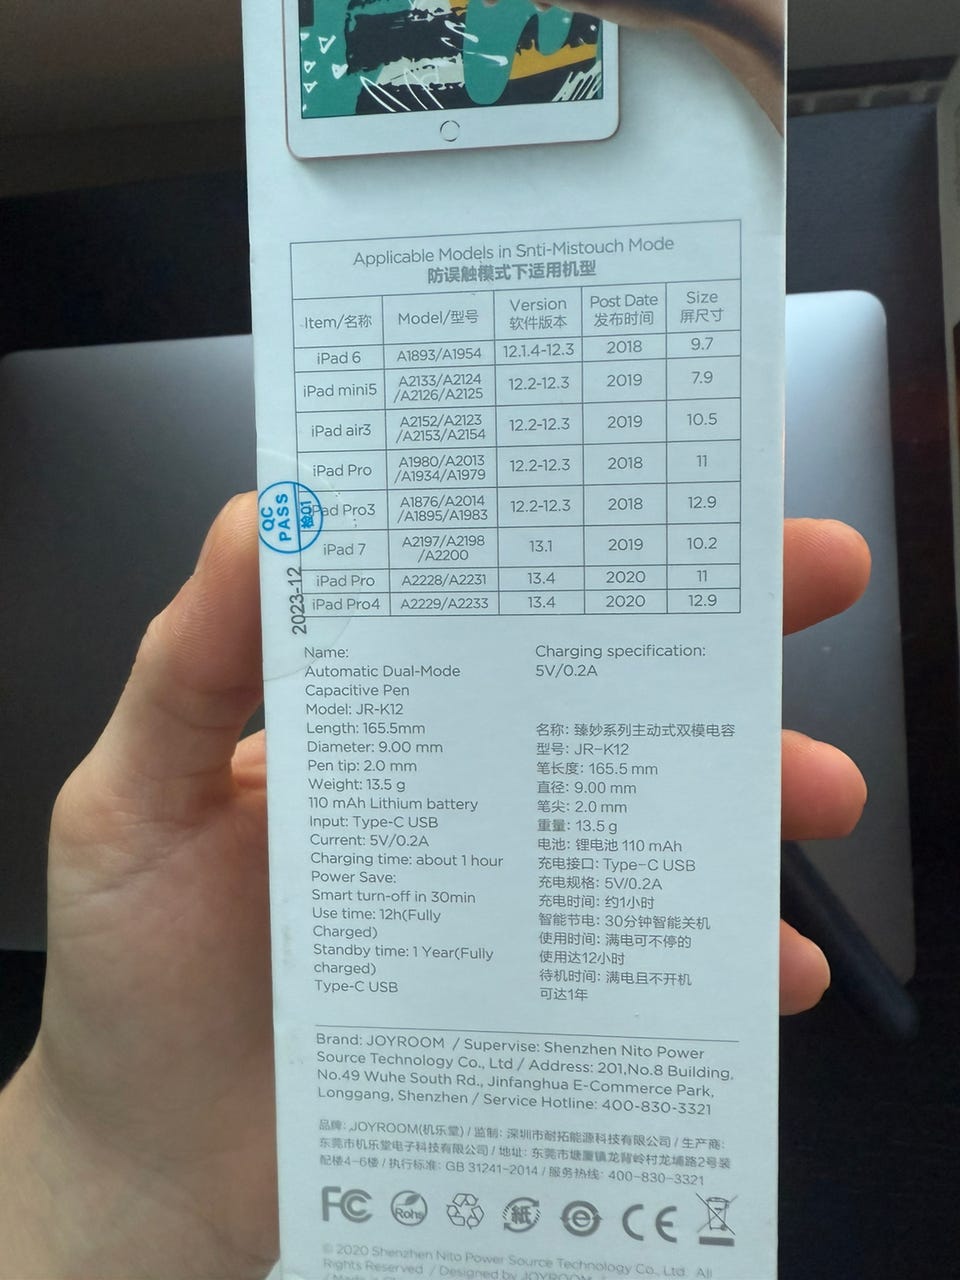 Applicable Models in Snti-Mistouch Mode
防误触模式下适用机型
Item/名称 Model/型号 Version 软件版本 Post Date 发布时间 Size 屏尺寸
iPad 6 A1893/A1954 12.1.4-12.3 2018 9.7
iPad mini5 A2133/A2124 /A2126/A2125 12.2-12.3 2019 7.9
iPad air3 A2152/A2123 /A2153/A2154 12.2-12.3 2019 10.5
iPad Pro A1980/A2013 /A1934/A1979 12.2-12.3 2018 11
iPad Pro3 A1876/A2014 /A1895/A1983 12.2-12.3 2018 12.9
iPad 7 A2197/A2198 /A2200 13.1 2019 10.2
iPad Pro A2228/A2231 13.4 2020 11
iPad Pro4 A2229/A2233 13.4 2020 12.9
QC
PASS
检01
2023-12
Name:
Automatic Dual-Mode
Capacitive Pen
Model: JR-K12
Length: 165.5mm
Diameter: 9.00 mm
Pen tip: 2.0 mm
Weight: 13.5 g
110 mAh Lithium battery
Input: Type-C USB
Current: 5V/0.2A
Charging time: about 1 hour
Power Save:
Smart turn-off in 30min
Use time: 12h(Fully
Charged)
Standby time: 1 Year(Fully
charged)
Type-C USB
Charging specification:
5V/0.2A
名称: 臻妙系列主动式双模电容
型号: JR-K12
笔长度: 165.5 mm
直径: 9.00 mm
笔尖: 2.0 mm
重量: 13.5 g
电池: 锂电池 110 mAh
充电接口: Type-C USB
充电规格: 5V/0.2A
充电时间: 约1小时
智能节电: 30分钟智能关机
使用时间: 满电可不停的
使用达12小时
待机时间: 满电且不开机
可达1年
Brand: JOYROOM / Supervise: Shenzhen Nito Power
Source Technology Co., Ltd / Address: 201,No.8 Building,
No.49 Wuhe South Rd., Jinfanghua E-Commerce Park,
Longgang, Shenzhen / Service Hotline: 400-830-3321
品牌: JOYROOM(机乐堂) / 监制: 深圳市耐拓能源科技有限公司 / 生产商:
东莞市机乐堂电子科技有限公司 / 地址: 东莞市塘厦镇龙背岭村龙埔路2号装
配楼4-6楼 / 执行标准: GB 31241-2014 / 服务热线: 400-830-3321
FC RoHS 紙 e CE
© 2020 Shenzhen Nito Power Source Technology Co., Ltd. All
Rights Reserved / Designed by JOYROOM